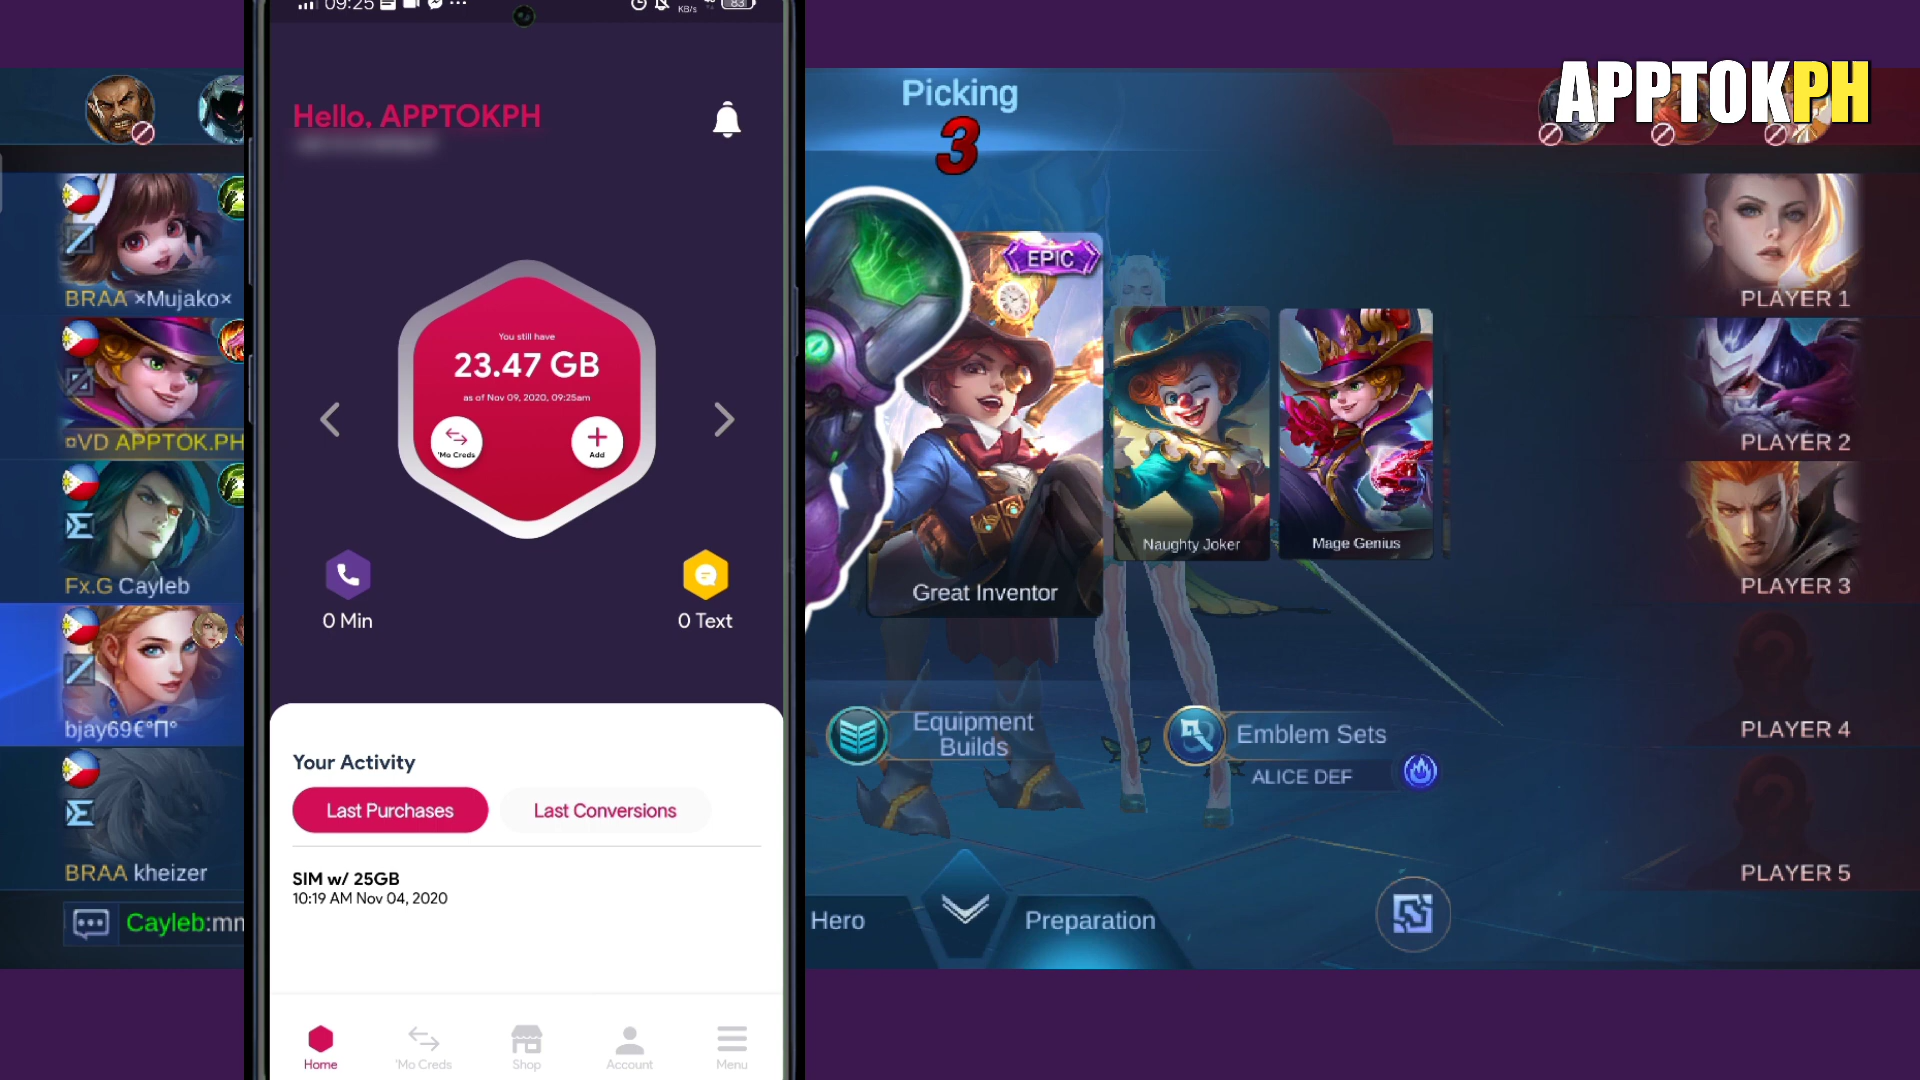 09:25
KB/s
83
Hello, APPTOKPH
You still have
23.47 GB
as of Nov 09, 2020, 09:25am
'Mo Creds
Add
0 Min
0 Text
Your Activity
Last Purchases
Last Conversions
SIM w/ 25GB
10:19 AM Nov 04, 2020
Home
'Mo Creds
Shop
Account
Menu
BRAA ×Mujako×
¤VD APPTOK.PH
Fx.G Cayleb
bjay69€°Π°
BRAA kheizer
Cayleb:mm
Picking
3
APPTOKPH
EPIC
Great Inventor
Naughty Joker
Mage Genius
Equipment
Builds
Emblem Sets
ALICE DEF
Hero
Preparation
PLAYER 1
PLAYER 2
PLAYER 3
PLAYER 4
PLAYER 5